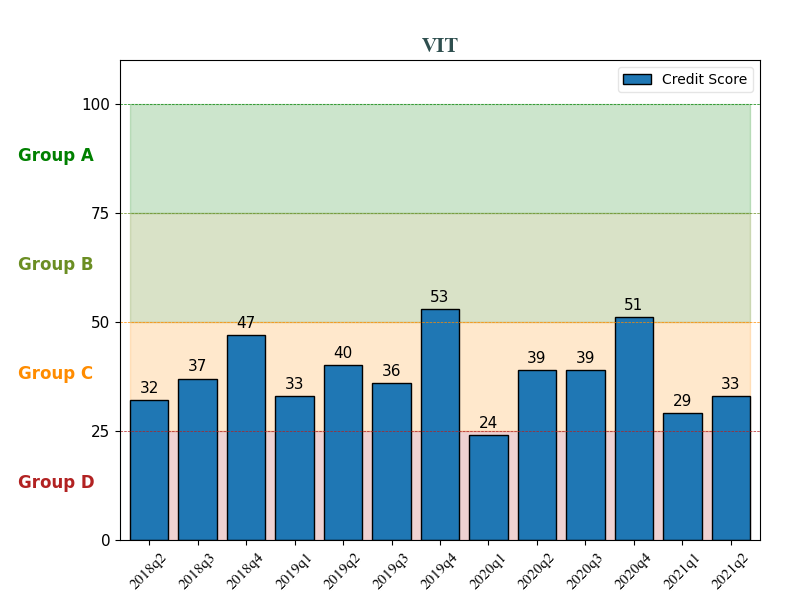 VIT
Credit Score
100
Group A
75
Group B
50
Group C
25
Group D
0
32
37
47
33
40
36
53
24
39
39
51
29
33
2018q2
2018q3
2018q4
2019q1
2019q2
2019q3
2019q4
2020q1
2020q2
2020q3
2020q4
2021q1
2021q2